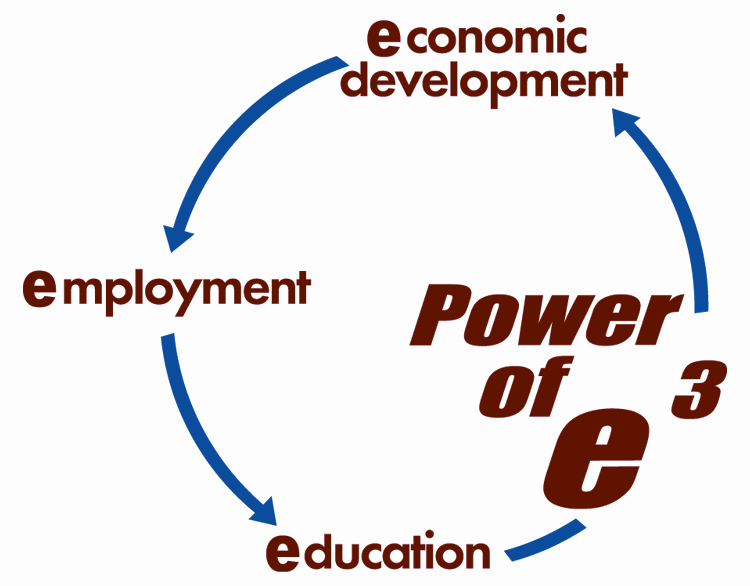 economic
development
employment
Power
of
e 3
education